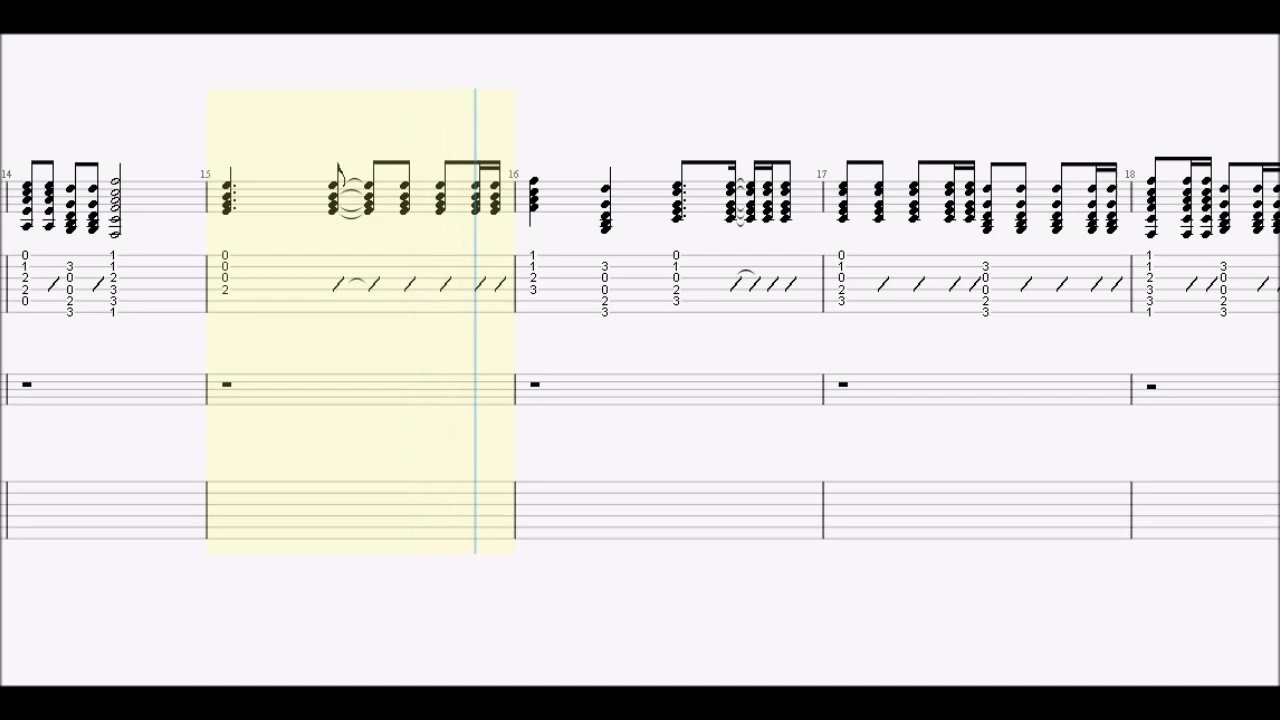 14 15 16 17 18
0 1 0 1 0 0 1
1 3 1 0 1 3 1 0 1 3 1 3
2 0 2 0 2 0 0 0 0 2 0
2 0 3 2 3 0 2 2 0 3 0
0 2 3 2 3 3 2 3 2
3 1 3 3 1 3